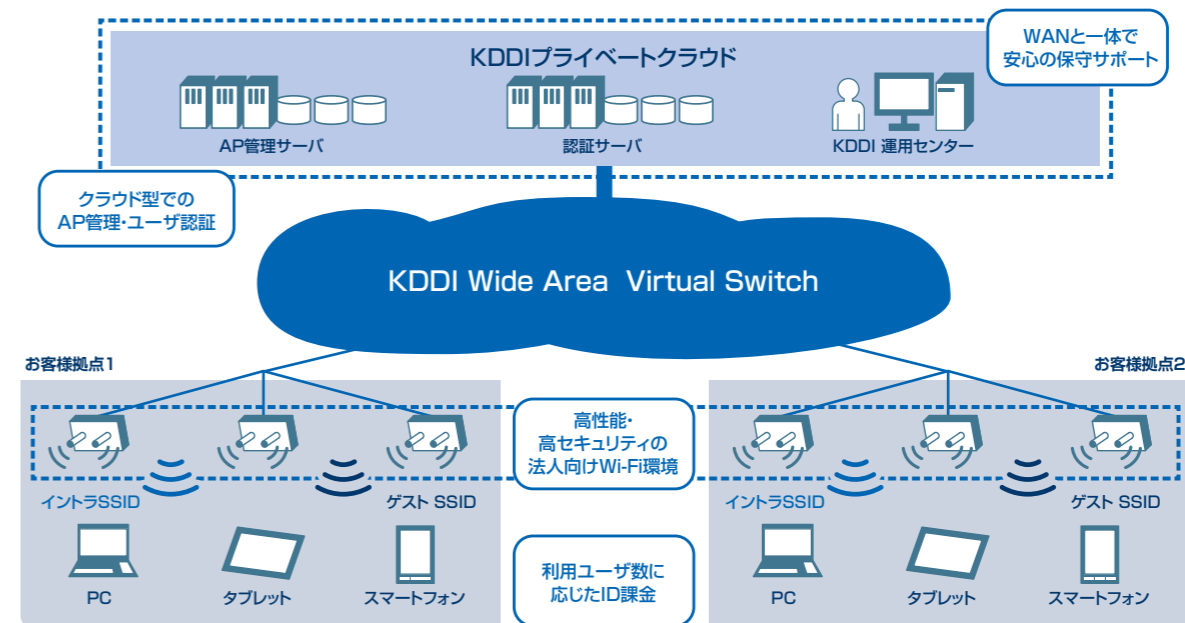 WANと一体で
安心の保守サポート
KDDIプライベートクラウド
AP管理サーバ
認証サーバ
KDDI 運用センター
クラウド型での
AP管理・ユーザ認証
KDDI Wide Area Virtual Switch
お客様拠点1
お客様拠点2
高性能・
高セキュリティの
法人向けWi-Fi環境
イントラSSID
ゲスト SSID
イントラSSID
ゲスト SSID
PC
タブレット
スマートフォン
利用ユーザ数に
応じたID課金
PC
タブレット
スマートフォン